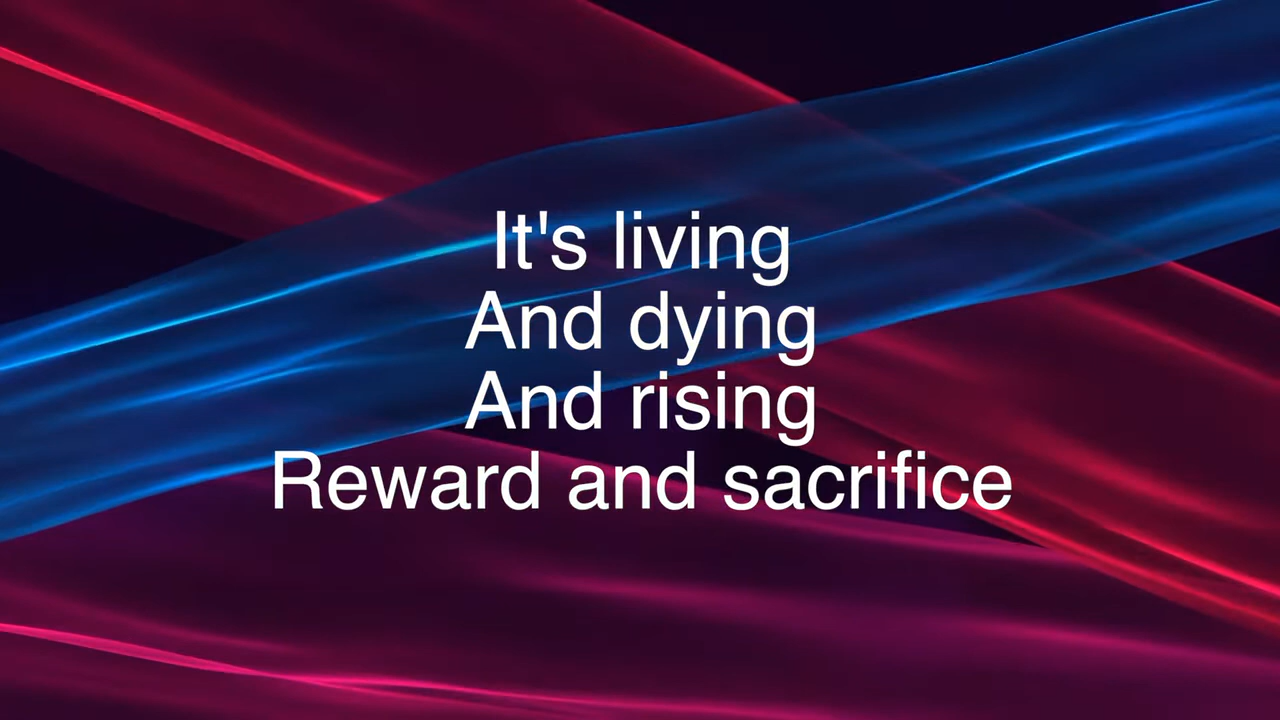 It's living
And dying
And rising
Reward and sacrifice